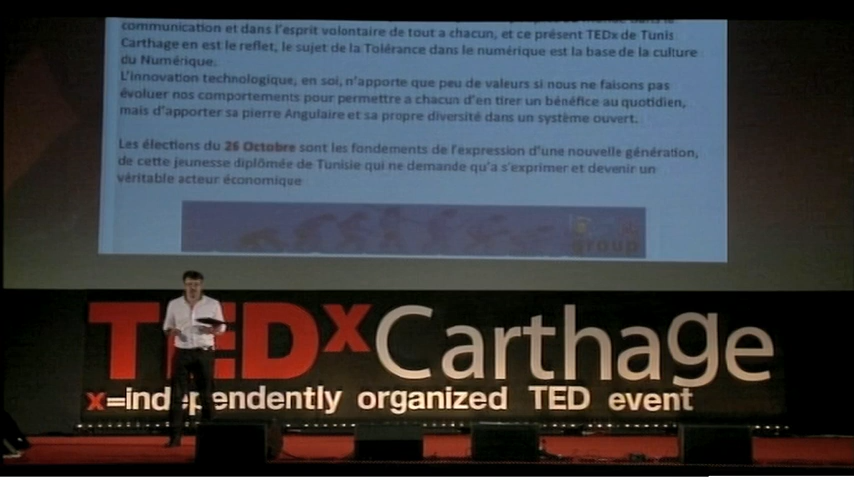 communication et dans l'esprit volontaire de tout a chacun, et ce présent TEDx de Tunis
Carthage en est le reflet, le sujet de la Tolérance dans le numérique est la base de la culture
du Numérique.
L'innovation technologique, en soi, n'apporte que peu de valeurs si nous ne faisons pas
évoluer nos comportements pour permettre a chacun d'en tirer un bénéfice au quotidien,
mais d'apporter sa pierre Angulaire et sa propre diversité dans un système ouvert.
Les élections du 26 Octobre sont les fondements de l'expression d'une nouvelle génération,
de cette jeunesse diplômée de Tunisie qui ne demande qu'a s'exprimer et devenir un
véritable acteur économique
group
TEDxCarthage
x=independently organized TED event